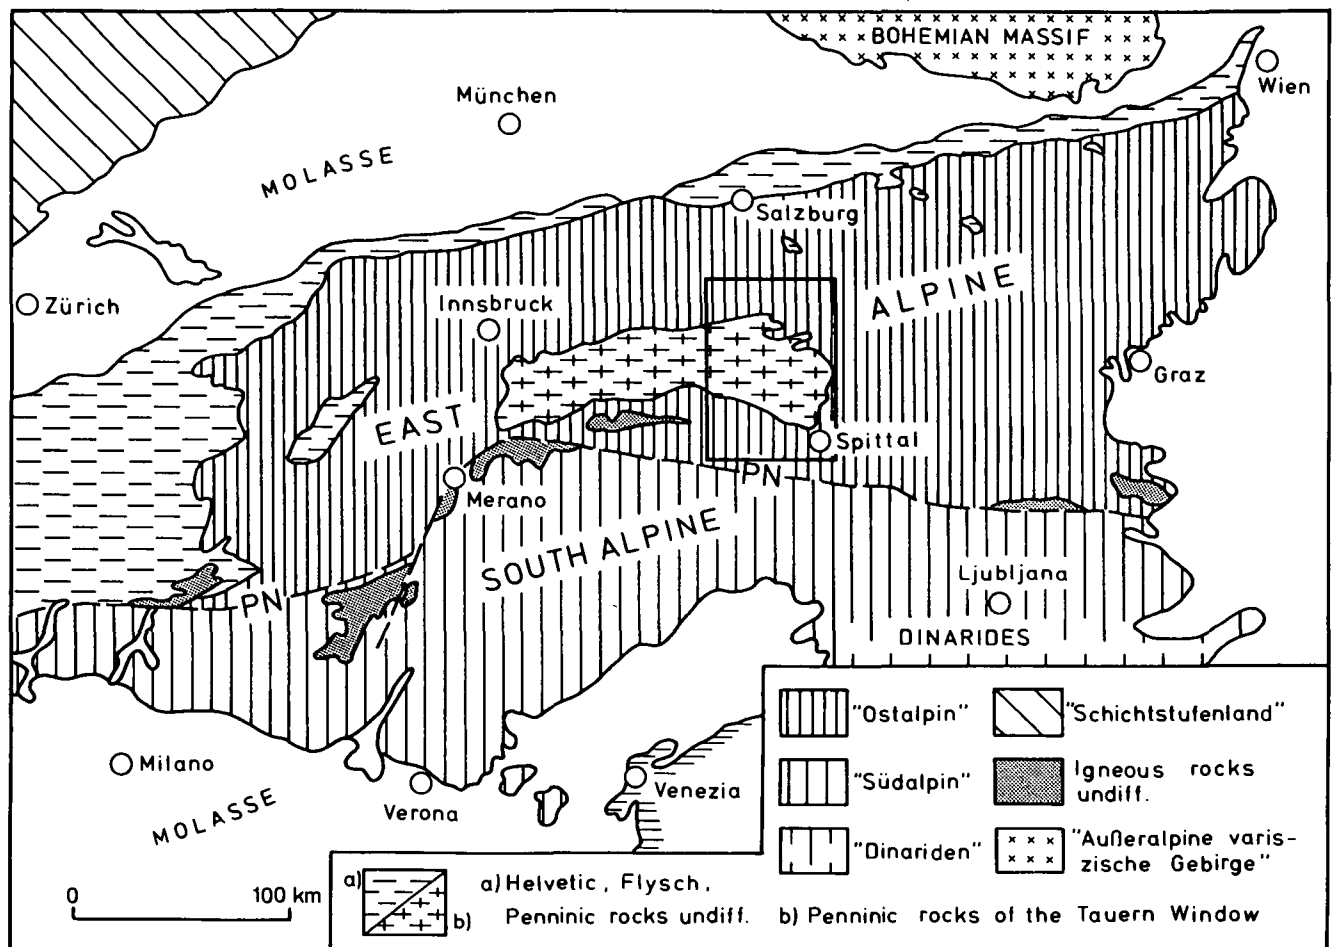 BOHEMIAN MASSIF
Wien
München
MOLASSE
Salzburg
ALPINE
Zürich
Innsbruck
Graz
EAST
Spittal
PN
Merano
SOUTH ALPINE
Ljubljana
PN
DINARIDES
"Ostalpin"
"Schichtstufenland"
Milano
"Südalpin"
Igneous rocks
undiff.
Venezia
Verona
MOLASSE
"Dinariden"
"Außeralpine varis-
zische Gebirge"
0 100 km
a)
b)
a) Helvetic, Flysch,
Penninic rocks undiff.
b) Penninic rocks of the Tauern Window